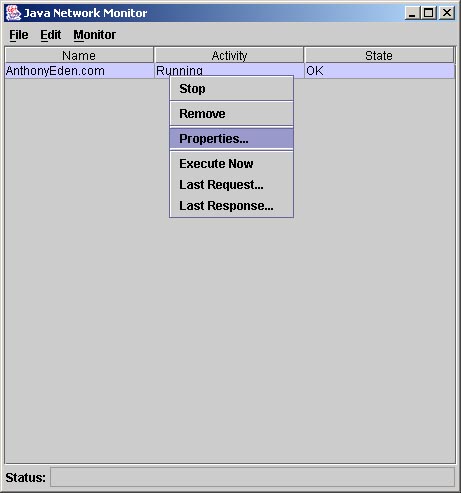 Java Network Monitor
File Edit Monitor
Name Activity State
AnthonyEden.com Running OK
Stop
Remove
Properties...
Execute Now
Last Request...
Last Response...
Status: